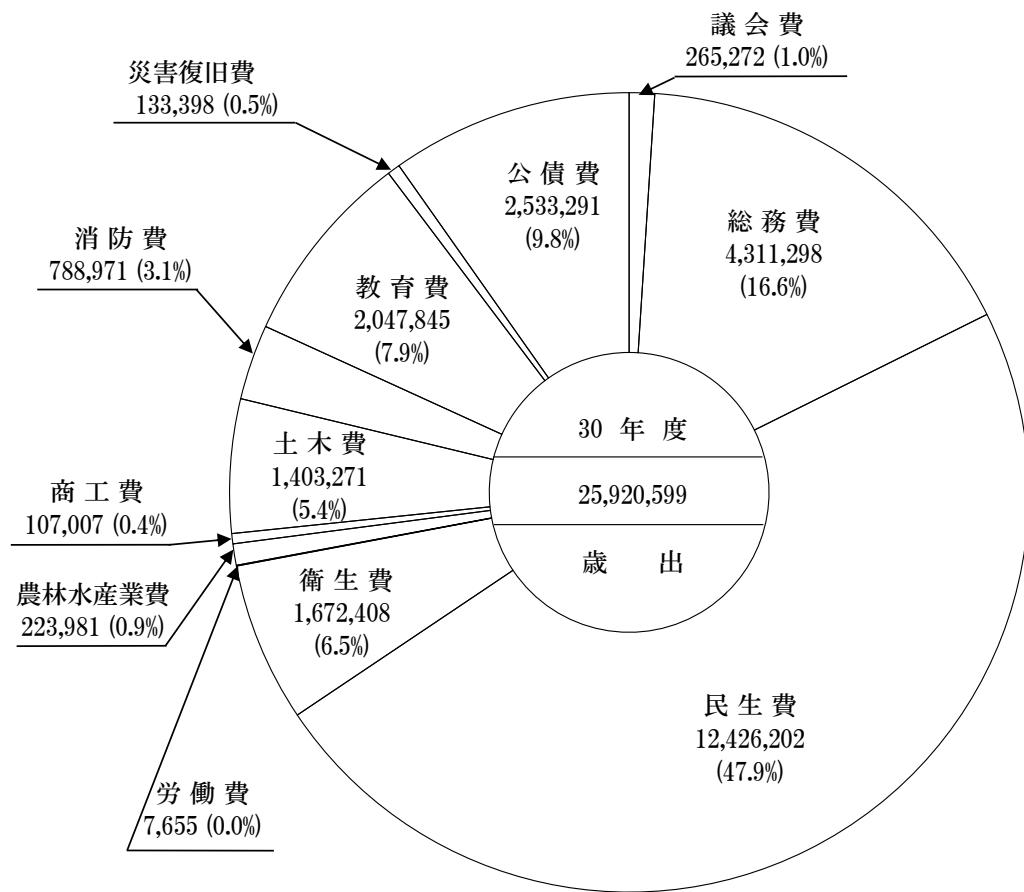 議会費
265,272 (1.0%)
総務費
4,311,298
(16.6%)
民生費
12,426,202
(47.9%)
衛生費
1,672,408
(6.5%)
労働費
7,655 (0.0%)
農林水産業費
223,981 (0.9%)
商工費
107,007 (0.4%)
土木費
1,403,271
(5.4%)
消防費
788,971 (3.1%)
教育費
2,047,845
(7.9%)
災害復旧費
133,398 (0.5%)
公債費
2,533,291
(9.8%)
30 年 度
25,920,599
歳 出